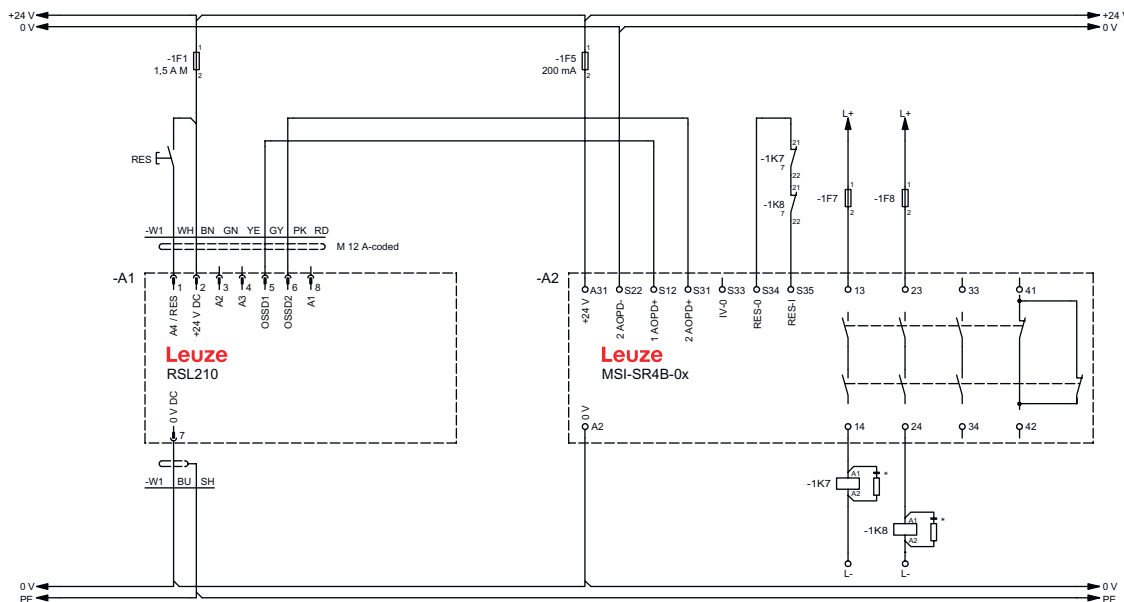 +24 V
+24 V
0 V
0 V
-1F1
1,5 A M
1
2
-1F5
200 mA
1
2
RES
L+
L+
-1K7
7
21
22
-1K8
7
21
22
-1F7
1
2
-1F8
1
2
-W1 WH BN GN YE GY PK RD
M 12 A-coded
-A1
1 2 3 4 5 6 8
A4 / RES
+24 V DC
A2
A3
OSSD1
OSSD2
A1
Leuze
RSL210
0 V DC
7
-W1 BU SH
-A2
A31 S22 S12 S31 S33 S34 S35 13 23 33 41
+24 V
2 AOPD-
1 AOPD+
2 AOPD+
IV-0
RES-0
RES-I
Leuze
MSI-SR4B-0x
0 V
A2 14 24 34 42
-1K7
A1
A2
*
-1K8
A1
A2
*
L-
L-
0 V
0 V
PE
PE